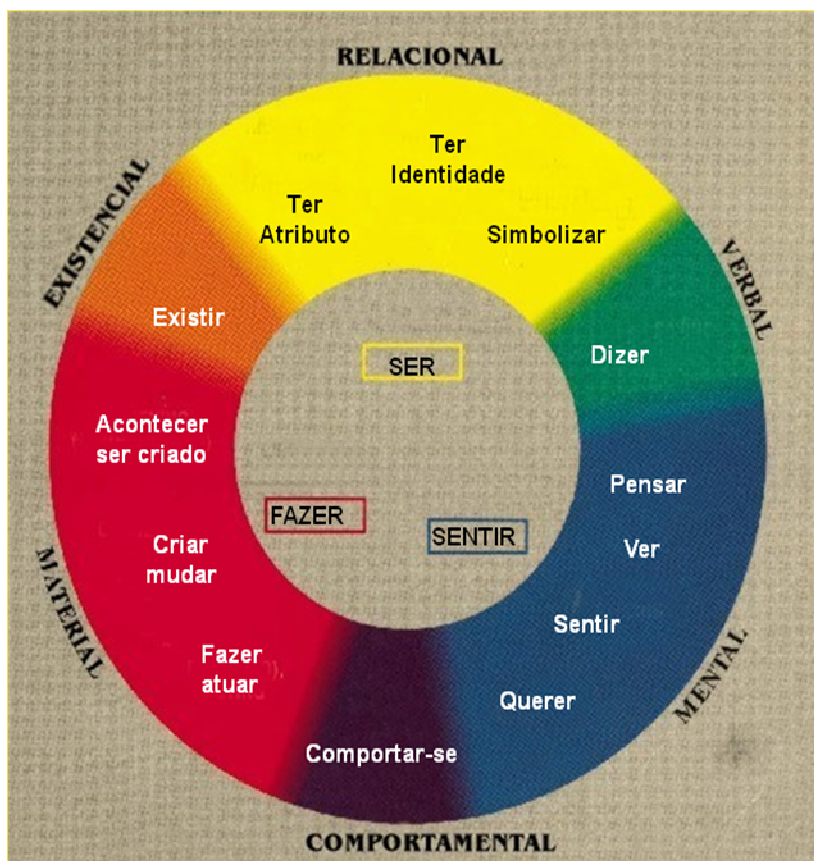 RELACIONAL
Ter
Identidade
Ter
Atributo
Simbolizar
EXISTENCIAL
VERBAL
Existir
Dizer
SER
Acontecer
ser criado
Pensar
FAZER
SENTIR
Ver
Criar
mudar
MATERIAL
Sentir
MENTAL
Fazer
atuar
Querer
Comportar-se
COMPORTAMENTAL